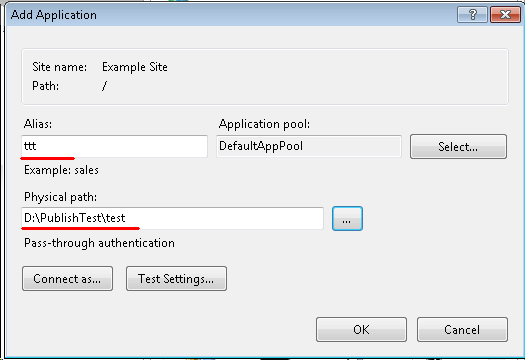 Add Application
Site name: Example Site
Path: /
Alias: Application pool:
ttt DefaultAppPool Select...
Example: sales
Physical path:
D:\PublishTest\test ...
Pass-through authentication
Connect as... Test Settings...
OK Cancel